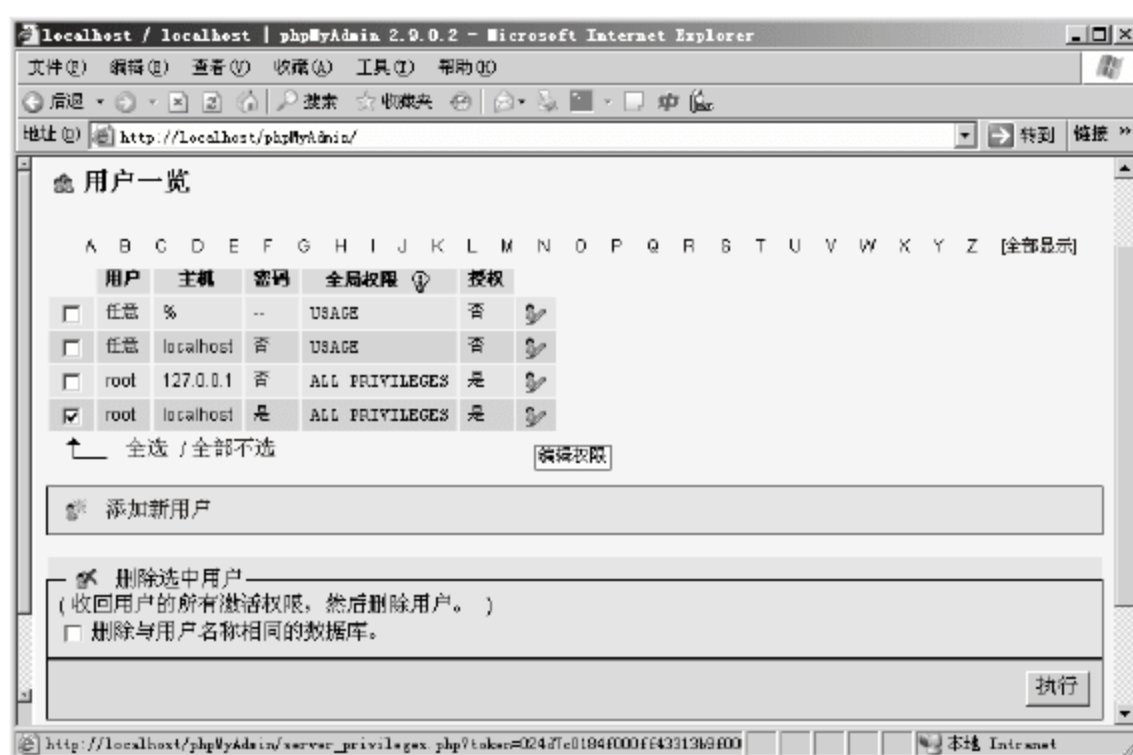 localhost / localhost | phpMyAdmin 2.9.0.2 - Microsoft Internet Explorer
文件(F) 编辑(E) 查看(V) 收藏(A) 工具(T) 帮助(H)
后退 搜索 收藏夹
地址(D) http://localhost/phpMyAdmin/ 转到 链接 »
用户一览
A B C D E F G H I J K L M N O P Q R S T U V W X Y Z [全部显示]
用户 主机 密码 全局权限 授权
任意 % -- USAGE 否
任意 localhost 否 USAGE 否
root 127.0.0.1 否 ALL PRIVILEGES 是
root localhost 是 ALL PRIVILEGES 是
全选 / 全部不选
编辑权限
添加新用户
删除选中用户
(收回用户的所有激活权限，然后删除用户。 )
删除与用户名称相同的数据库。
执行
本地 Intranet